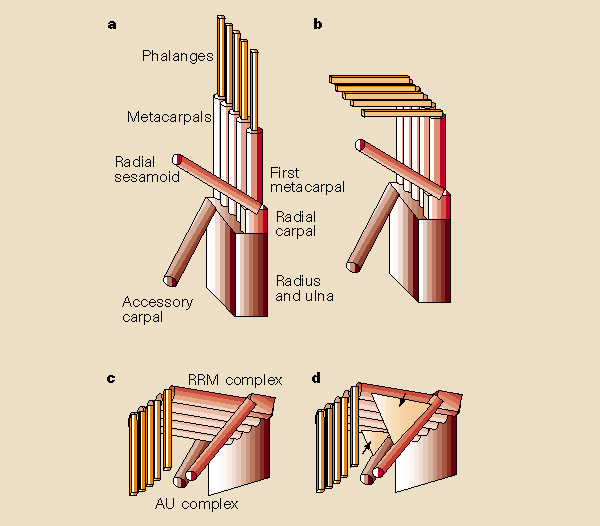 a
b
Phalanges
Metacarpals
Radial
sesamoid
First
metacarpal
Radial
carpal
Accessory
carpal
Radius
and ulna
c
d
RRM complex
AU complex